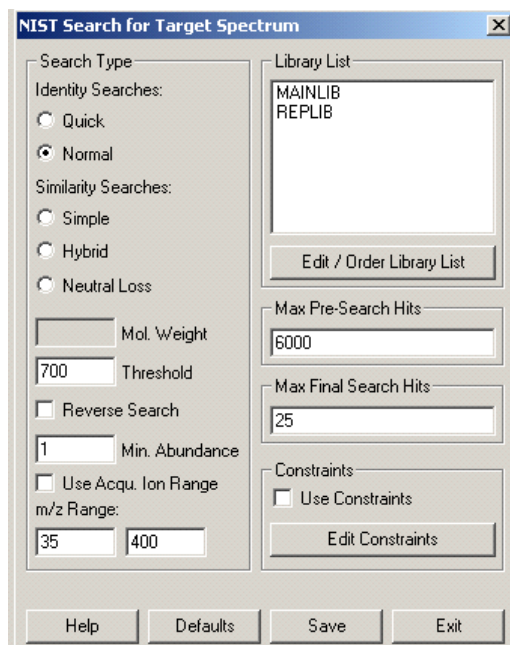 NIST Search for Target Spectrum
Search Type
Identity Searches:
Quick
Normal
Similarity Searches:
Simple
Hybrid
Neutral Loss
Mol. Weight
700 Threshold
Reverse Search
1 Min. Abundance
Use Acqu. Ion Range
m/z Range:
35 400
Library List
MAINLIB
REPLIB
Edit / Order Library List
Max Pre-Search Hits
6000
Max Final Search Hits
25
Constraints
Use Constraints
Edit Constraints
Help Defaults Save Exit